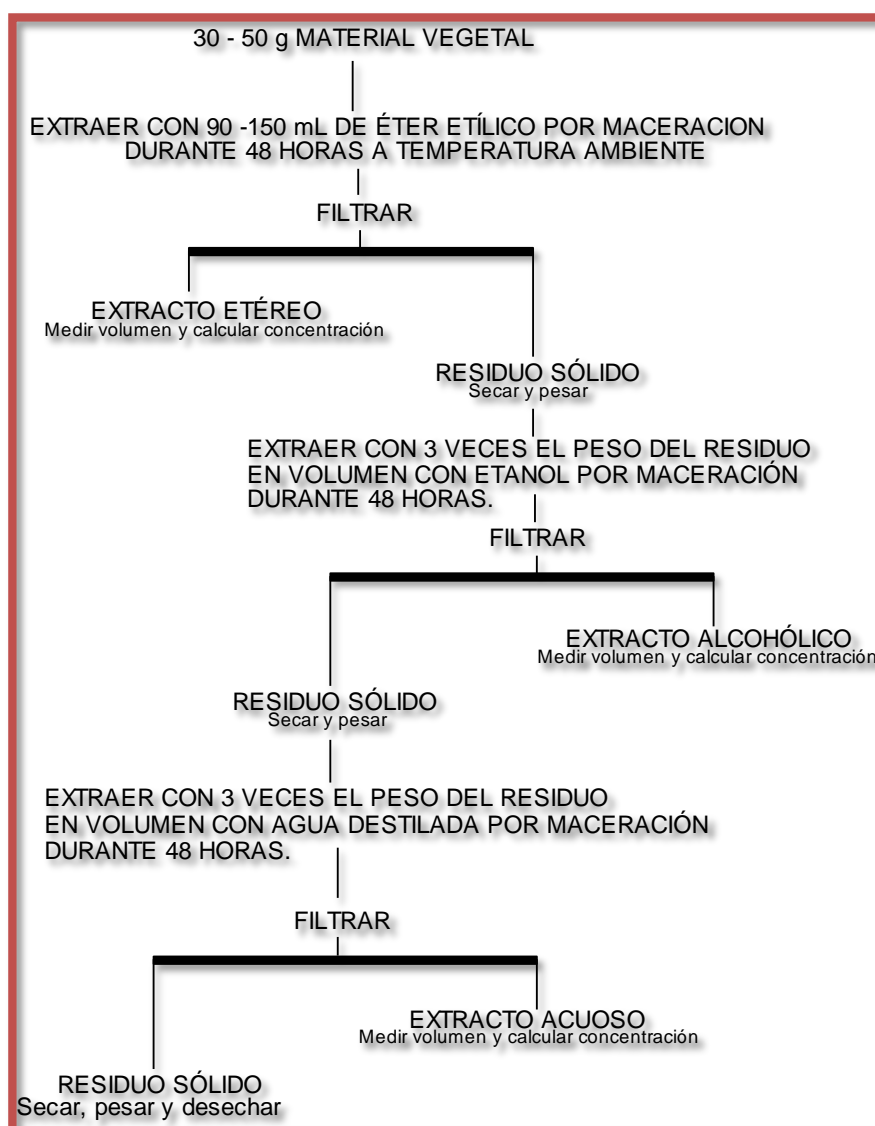 30 - 50 g MATERIAL VEGETAL
EXTRAER CON 90 -150 mL DE ÉTER ETÍLICO POR MACERACION
DURANTE 48 HORAS A TEMPERATURA AMBIENTE
FILTRAR
EXTRACTO ETÉREO
Medir volumen y calcular concentración
RESIDUO SÓLIDO
Secar y pesar
EXTRAER CON 3 VECES EL PESO DEL RESIDUO
EN VOLUMEN CON ETANOL POR MACERACIÓN
DURANTE 48 HORAS.
FILTRAR
EXTRACTO ALCOHÓLICO
Medir volumen y calcular concentración
RESIDUO SÓLIDO
Secar y pesar
EXTRAER CON 3 VECES EL PESO DEL RESIDUO
EN VOLUMEN CON AGUA DESTILADA POR MACERACIÓN
DURANTE 48 HORAS.
FILTRAR
EXTRACTO ACUOSO
Medir volumen y calcular concentración
RESIDUO SÓLIDO
Secar, pesar y desechar